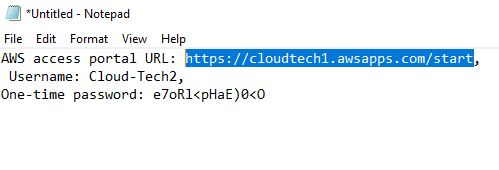 *Untitled - Notepad
File Edit Format View Help
AWS access portal URL: https://cloudtech1.awsapps.com/start,
 Username: Cloud-Tech2,
One-time password: e7oRl<pHaE)0<O